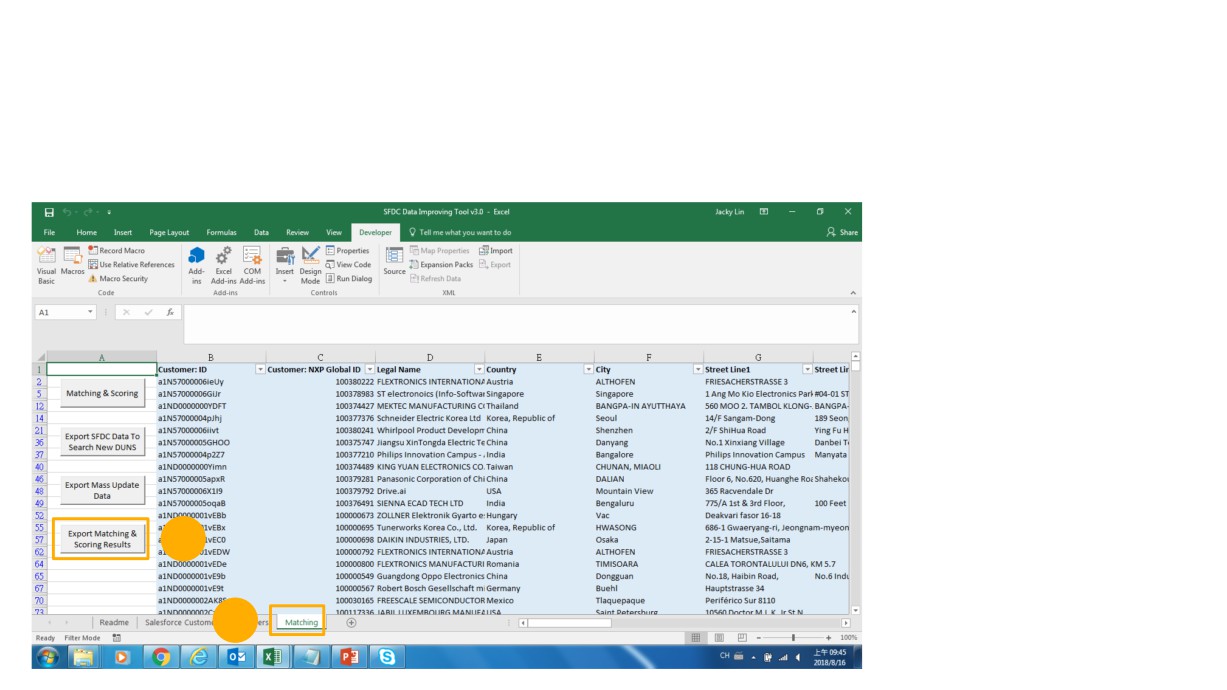 SFDC Data Improving Tool v3.0 - Excel
Jacky Lin
File Home Insert Page Layout Formulas Data Review View Developer Tell me what you want to do Share
Record Macro
Use Relative References
Macro Security
Visual Basic
Macros
Code
Add-ins
Excel Add-ins
COM Add-ins
Add-ins
Insert
Design Mode
Properties
View Code
Run Dialog
Controls
Source
Map Properties
Expansion Packs
Refresh Data
Import
Export
XML
A1 fx
A B C D E F G
1 Customer: ID Customer: NXP Global ID Legal Name Country City Street Line1 Street Lir
2 a1N57000006IeUy 100380222 FLEXTRONICS INTERNATION Austria ALTHOFEN FRIESACHERSTRASSE 3
5 a1N57000006GiJr 100378983 ST electronoics (Info-Softwar Singapore Singapore 1 Ang Mo Kio Electronics Park #04-01 ST
12 a1ND0000000YDFT 100374427 MEKTEC MANUFACTURING C Thailand BANGPA-IN AYUTTHAYA 560 MOO 2. TAMBOL KLONG- BANGPA-
14 a1N57000004pJhj 100377376 Schneider Electric Korea Ltd Korea, Republic of Seoul 14/F Sangam-Dong 189 Seon
21 a1N57000006Iivt 100380241 Whirlpool Product Developm China Shenzhen 2/F ShiHua Road Ying Fu H
36 a1N57000005GHOO 100375747 Jiangsu XinTongda Electric Te China Danyang No.1 Xinxiang Village Danbei T
37 a1N57000004p2Z7 100377210 Philips Innovation Campus - India Bangalore Philips Innovation Campus Manyata
40 a1ND0000000Yimn 100374489 KING YUAN ELECTRONICS CO. Taiwan CHUNAN, MIAOLI 118 CHUNG-HUA ROAD
46 a1N57000005apxR 100379281 Panasonic Corporation of Chi China DALIAN Floor 6, No.620, Huanghe Ro Shaheko
48 a1N57000006X1I9 100379792 Drive.ai USA Mountain View 365 Racvendale Dr
49 a1N57000005oqaB 100376491 SIENNA ECAD TECH LTD India Bengaluru 775/A 1st & 3rd Floor, 100 Feet
52 a1ND0000001vEBb 100000673 ZOLLNER Elektronik Gyarto e Hungary Vac Deakvari fasor 16-18
55 1vEBx 100000695 Tunerworks Korea Co., Ltd. Korea, Republic of HWASONG 686-1 Gwaeryang-ri, Jeongnam-myeon
57 1vEC0 100000698 DAIKIN INDUSTRIES, LTD. Japan Osaka 2-15-1 Matsue,Saitama
62 1vEDW 100000792 FLEXTRONICS INTERNATION Austria ALTHOFEN FRIESACHERSTRASSE 3
64 a1ND0000001vEDe 100000800 FLEXTRONICS MANUFACTURI Romania TIMISOARA CALEA TORONTALULUI DN6, KM 5.7
65 a1ND0000001vE9b 100000549 Guangdong Oppo Electronics China Dongguan No.18, Haibin Road, No.6 Indu
67 a1ND0000001vE9t 100000567 Robert Bosch Gesellschaft m Germany Buehl Hauptstrasse 34
70 a1ND0000002AK8 100030165 FREESCALE SEMICONDUCTOR Mexico Tlaquepaque Periférico Sur 8110
73 a1ND0000002C 100117336 JABIL LUXEMBOURG MANUF USA Saint Petersburg 10560 Doctor M L K Jr St N
Matching & Scoring
Export SFDC Data To
Search New DUNS
Export Mass Update
Data
Export Matching &
Scoring Results
Readme Salesforce Custome ers Matching
Ready Filter Mode 100%
CH 上午 09:45
2018/8/16